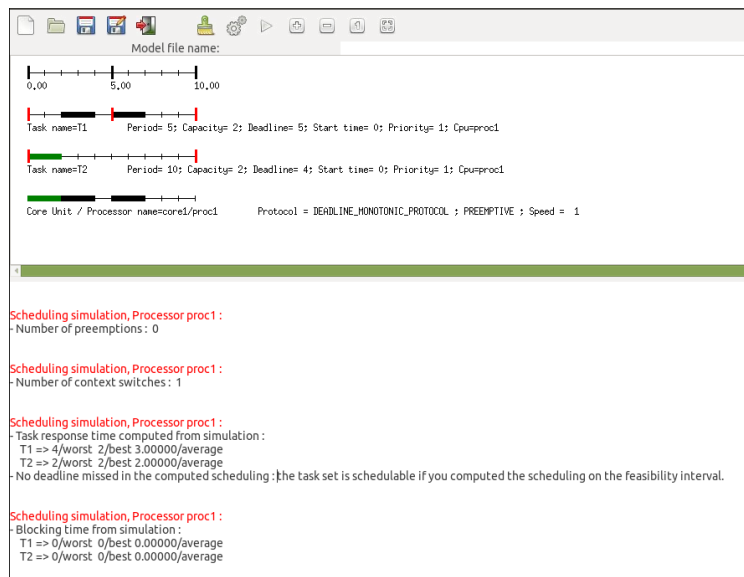 Model file name:
0.00 5.00 10.00
Task name=T1 Period= 5; Capacity= 2; Deadline= 5; Start time= 0; Priority= 1; Cpu=proc1
Task name=T2 Period= 10; Capacity= 2; Deadline= 4; Start time= 0; Priority= 1; Cpu=proc1
Core Unit / Processor name=core1/proc1 Protocol = DEADLINE_MONOTONIC_PROTOCOL ; PREEMPTIVE ; Speed = 1
Scheduling simulation, Processor proc1 :
- Number of preemptions : 0
Scheduling simulation, Processor proc1 :
- Number of context switches : 1
Scheduling simulation, Processor proc1 :
- Task response time computed from simulation :
T1 => 4/worst 2/best 3.00000/average
T2 => 2/worst 2/best 2.00000/average
- No deadline missed in the computed scheduling : the task set is schedulable if you computed the scheduling on the feasibility interval.
Scheduling simulation, Processor proc1 :
- Blocking time from simulation :
T1 => 0/worst 0/best 0.00000/average
T2 => 0/worst 0/best 0.00000/average